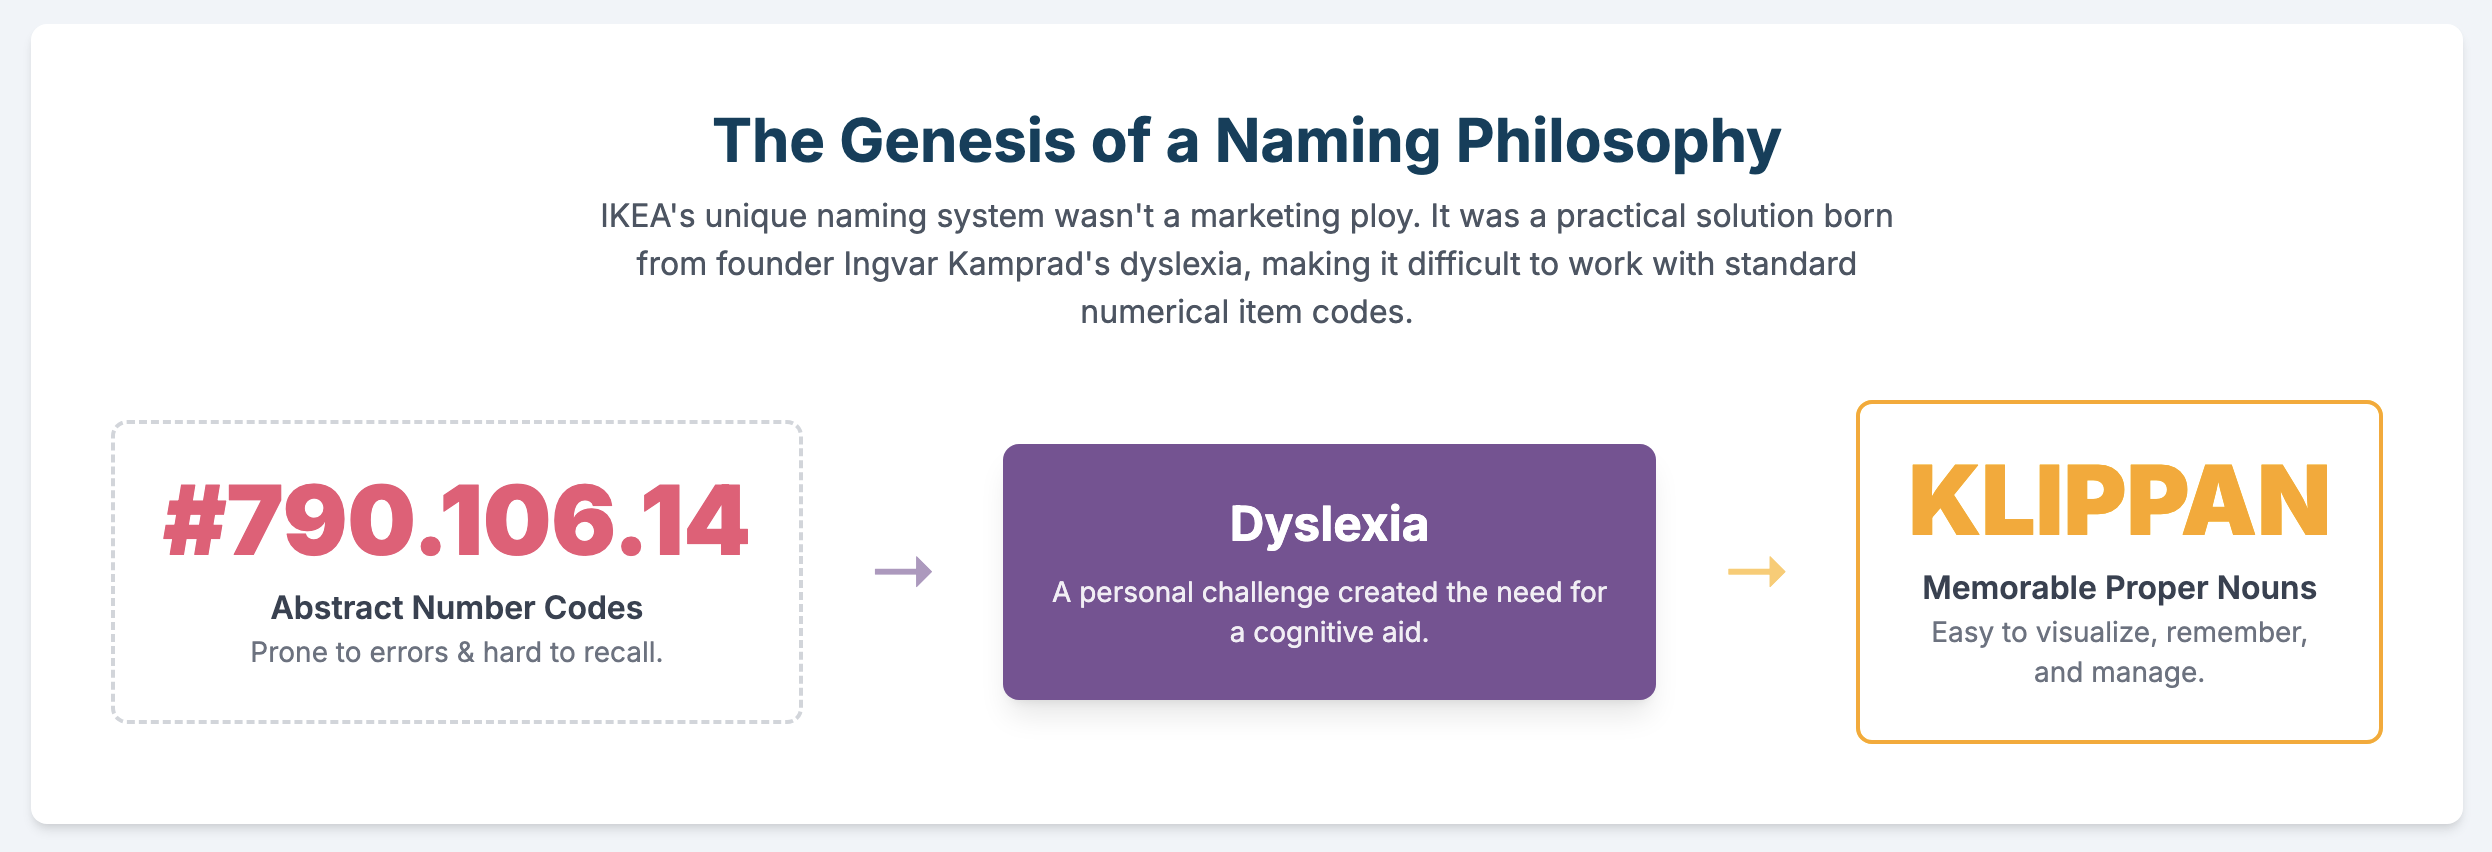 The Genesis of a Naming Philosophy
IKEA's unique naming system wasn't a marketing ploy. It was a practical solution born
from founder Ingvar Kamprad's dyslexia, making it difficult to work with standard
numerical item codes.
#790.106.14
Abstract Number Codes
Prone to errors & hard to recall.
Dyslexia
A personal challenge created the need for
a cognitive aid.
KLIPPAN
Memorable Proper Nouns
Easy to visualize, remember,
and manage.